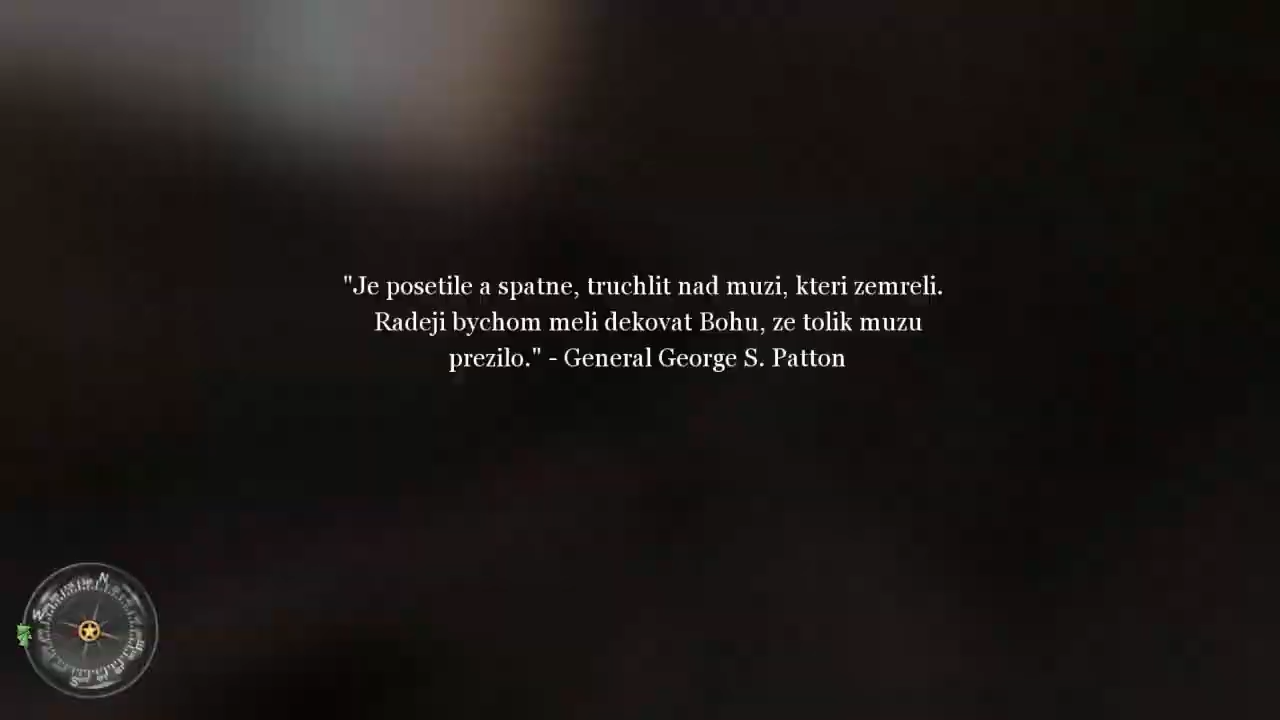 "Je posetile a spatne, truchlit nad muzi, kteri zemreli.
Radeji bychom meli dekovat Bohu, ze tolik muzu
prezilo." - General George S. Patton
N
S